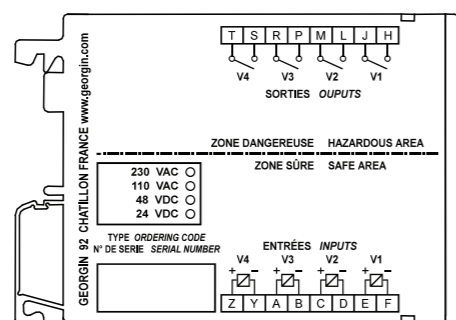 T S R P M L J H
V4 V3 V2 V1
SORTIES OUPUTS
ZONE DANGEREUSE HAZARDOUS AREA
ZONE SÛRE SAFE AREA
230 VAC
110 VAC
48 VDC
24 VDC
TYPE ORDERING CODE
N° DE SERIE SERIAL NUMBER
ENTRÉES INPUTS
V4 V3 V2 V1
+ − + − + − + −
Z Y A B C D E F
GEORGIN 92 CHATILLON FRANCE www.georgin.com